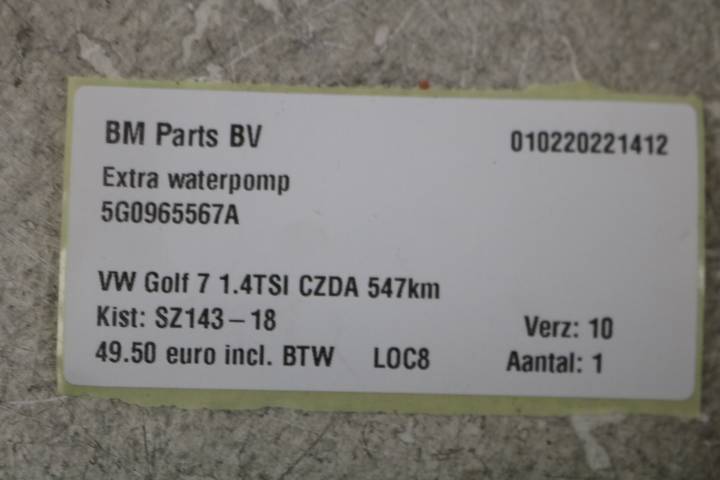 BM Parts BV 010220221412
Extra waterpomp
5G0965567A
VW Golf 7 1.4TSI CZDA 547km
Kist: SZ143-18 Verz: 10
49.50 euro incl. BTW LOC8 Aantal: 1